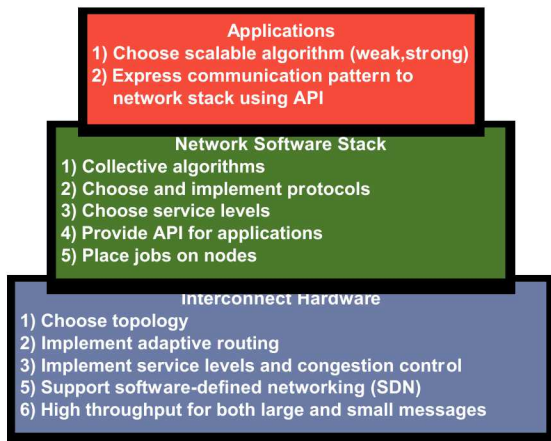 Applications
1) Choose scalable algorithm (weak,strong)
2) Express communication pattern to
network stack using API
Network Software Stack
1) Collective algorithms
2) Choose and implement protocols
3) Choose service levels
4) Provide API for applications
5) Place jobs on nodes
Interconnect Hardware
1) Choose topology
2) Implement adaptive routing
3) Implement service levels and congestion control
5) Support software-defined networking (SDN)
6) High throughput for both large and small messages